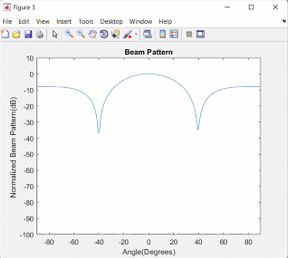 Figure 3
File Edit View Insert Tools Desktop Window Help
Beam Pattern
10
0
-10
-20
-30
-40
-50
-60
-70
-80
-90
-100
Normalized Beam Pattern(dB)
-80 -60 -40 -20 0 20 40 60 80
Angle(Degrees)